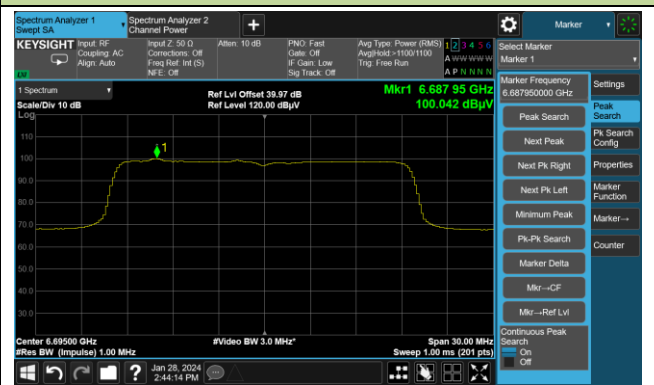 Spectrum Analyzer 1
Swept SA
Spectrum Analyzer 2
Channel Power
Marker
KEYSIGHT
Input: RF
Coupling: AC
Align: Auto
Input Z: 50 Ω
Corrections: Off
Freq Ref: Int (S)
NFE: Off
Atten: 10 dB
PNO: Fast
Gate: Off
IF Gain: Low
Sig Track: Off
Avg Type: Power (RMS)
Avg|Hold:>1100/1100
Trig: Free Run
1 2 3 4 5 6
A W W W W W
A P N N N N
Select Marker
Marker 1
1 Spectrum
Scale/Div 10 dB
Log
Ref Lvl Offset 39.97 dB
Ref Level 120.00 dBµV
Mkr1 6.687 95 GHz
100.042 dBµV
110
100
90.0
80.0
70.0
60.0
50.0
40.0
30.0
1
Center 6.69500 GHz
#Res BW (Impulse) 1.00 MHz
#Video BW 3.0 MHz*
Span 30.00 MHz
Sweep 1.00 ms (201 pts)
Marker Frequency
6.687950000 GHz
Peak Search
Next Peak
Next Pk Right
Next Pk Left
Minimum Peak
Pk-Pk Search
Marker Delta
Mkr→CF
Mkr→Ref Lvl
Continuous Peak
Search
On
Off
Settings
Peak
Search
Pk Search
Config
Properties
Marker
Function
Marker→
Counter
?
Jan 28, 2024
2:44:14 PM